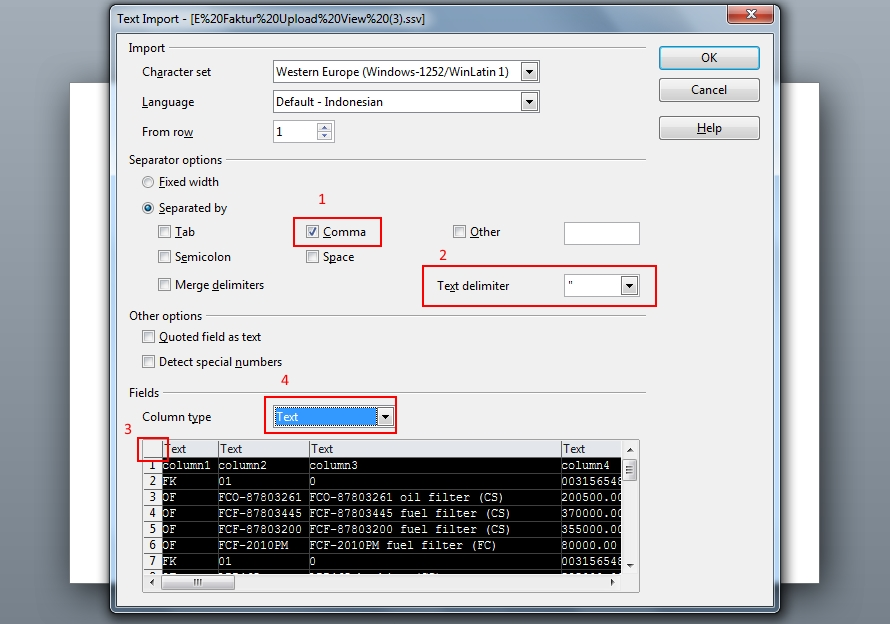 Text Import - [E%20Faktur%20Upload%20View%20(3).ssv]
Import
Character set Western Europe (Windows-1252/WinLatin 1)
Language Default - Indonesian
From row 1
OK
Cancel
Help
Separator options
Fixed width
1
Separated by
Tab Comma Other
2
Semicolon Space
Merge delimiters Text delimiter "
Other options
Quoted field as text
Detect special numbers
4
Fields
Column type Text
3
Text Text Text Text
1 column1 column2 column3 column4
2 FK 01 0 003156548
3 OF FCO-87803261 FCO-87803261 oil filter (CS) 200500.00
4 OF FCF-87803445 FCF-87803445 fuel filter (CS) 370000.00
5 OF FCF-87803200 FCF-87803200 fuel filter (CS) 355000.00
6 OF FCF-2010PM FCF-2010PM fuel filter (FC) 80000.00
7 FK 01 0 003156548